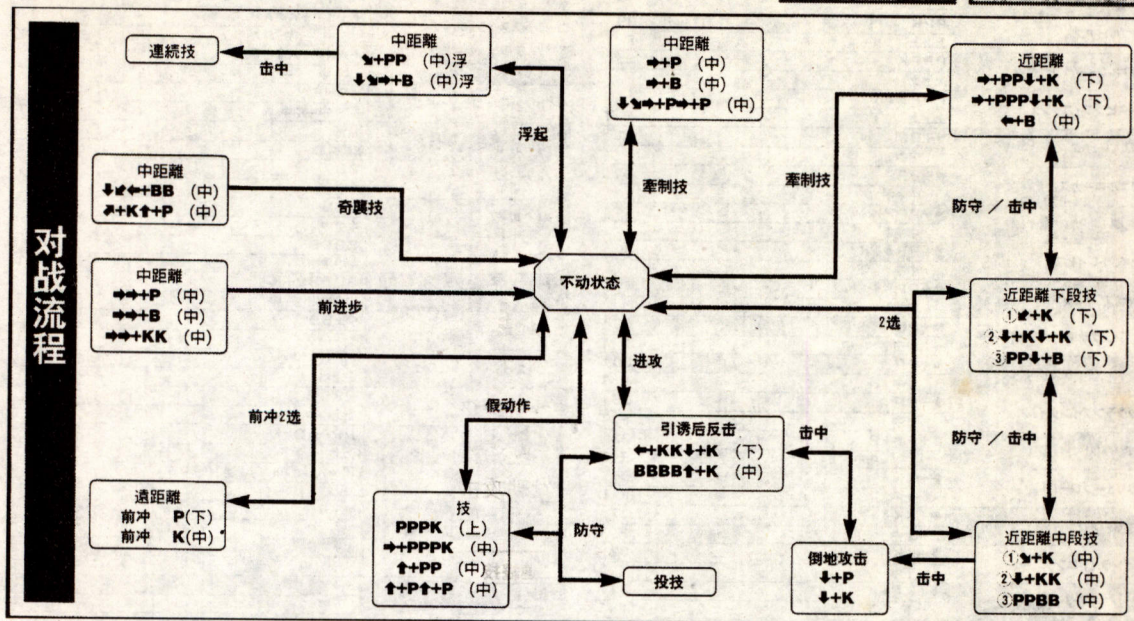 对战流程
連続技
击中
中距離
➘+PP (中)浮
⬇➘➡+B (中)浮
浮起
中距離
➡+P (中)
➡+B (中)
⬇➘➡+P➡+P (中)
牽制技
牽制技
近距離
➡+PP⬇+K (下)
➡+PPP⬇+K (下)
⬅+B (中)
防守 / 击中
中距離
⬇⬋⬅+BB (中)
⬈+K⬆+P (中)
奇襲技
不动状态
中距離
➡➡+P (中)
➡➡+B (中)
➡➡+KK (中)
前进步
2选
近距離下段技
①⬋+K (下)
②⬇+K⬇+K (下)
③PP⬇+B (下)
进攻
前冲2选
假动作
引诱后反击
⬅+KK⬇+K (下)
BBBB⬆+K (中)
击中
防守 / 击中
遠距離
前冲 P(下)
前冲 K(中)
技
PPPK (上)
➡+PPPK (中)
⬆+PP (中)
⬆+P⬆+P (中)
防守
投技
倒地攻击
⬇+P
⬇+K
击中
近距離中段技
①➘+K (中)
②⬇+KK (中)
③PPBB (中)